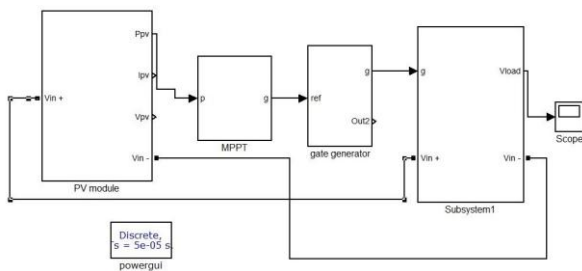 Ppv
Ipv
Vin +
Vpv
Vin -
PV module
p
g
MPPT
ref
g
Out2
gate generator
g
Vload
Vin +
Vin -
Subsystem1
Scope
Discrete,
s = 5e-05 s.
powergui